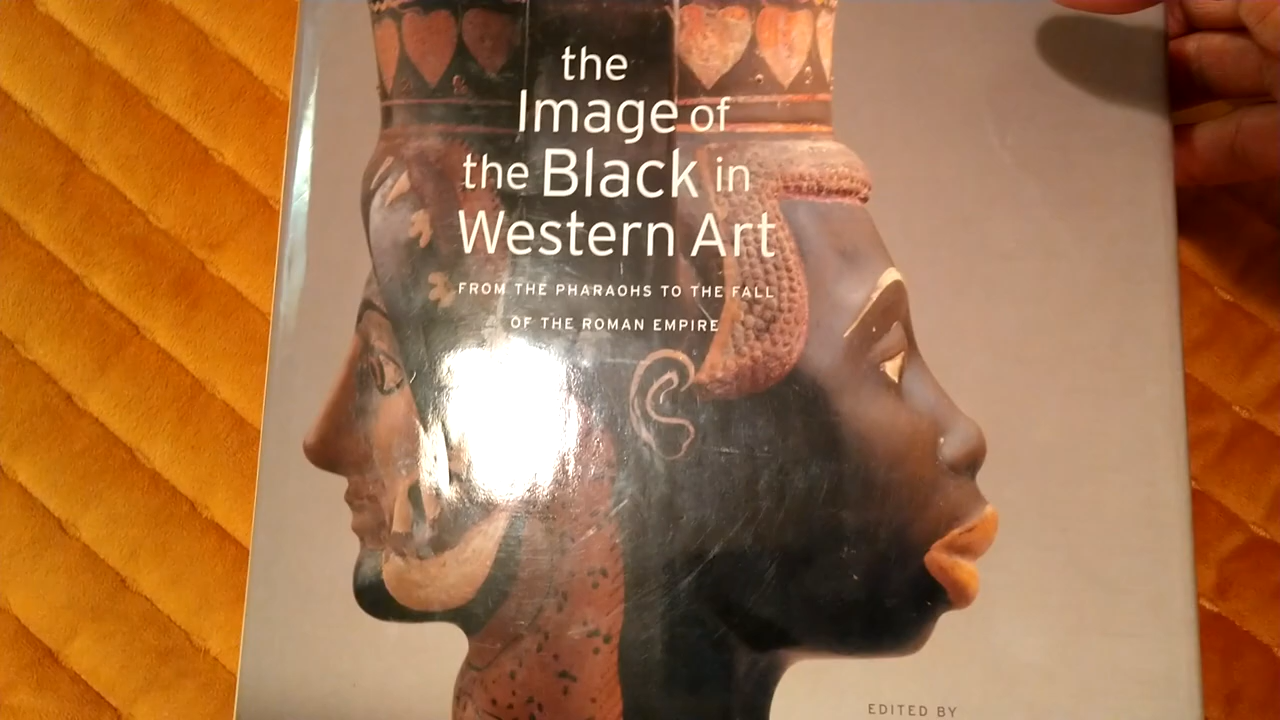 the
Image of
the Black in
Western Art
FROM THE PHARAOHS TO THE FALL
OF THE ROMAN EMPIRE
EDITED BY